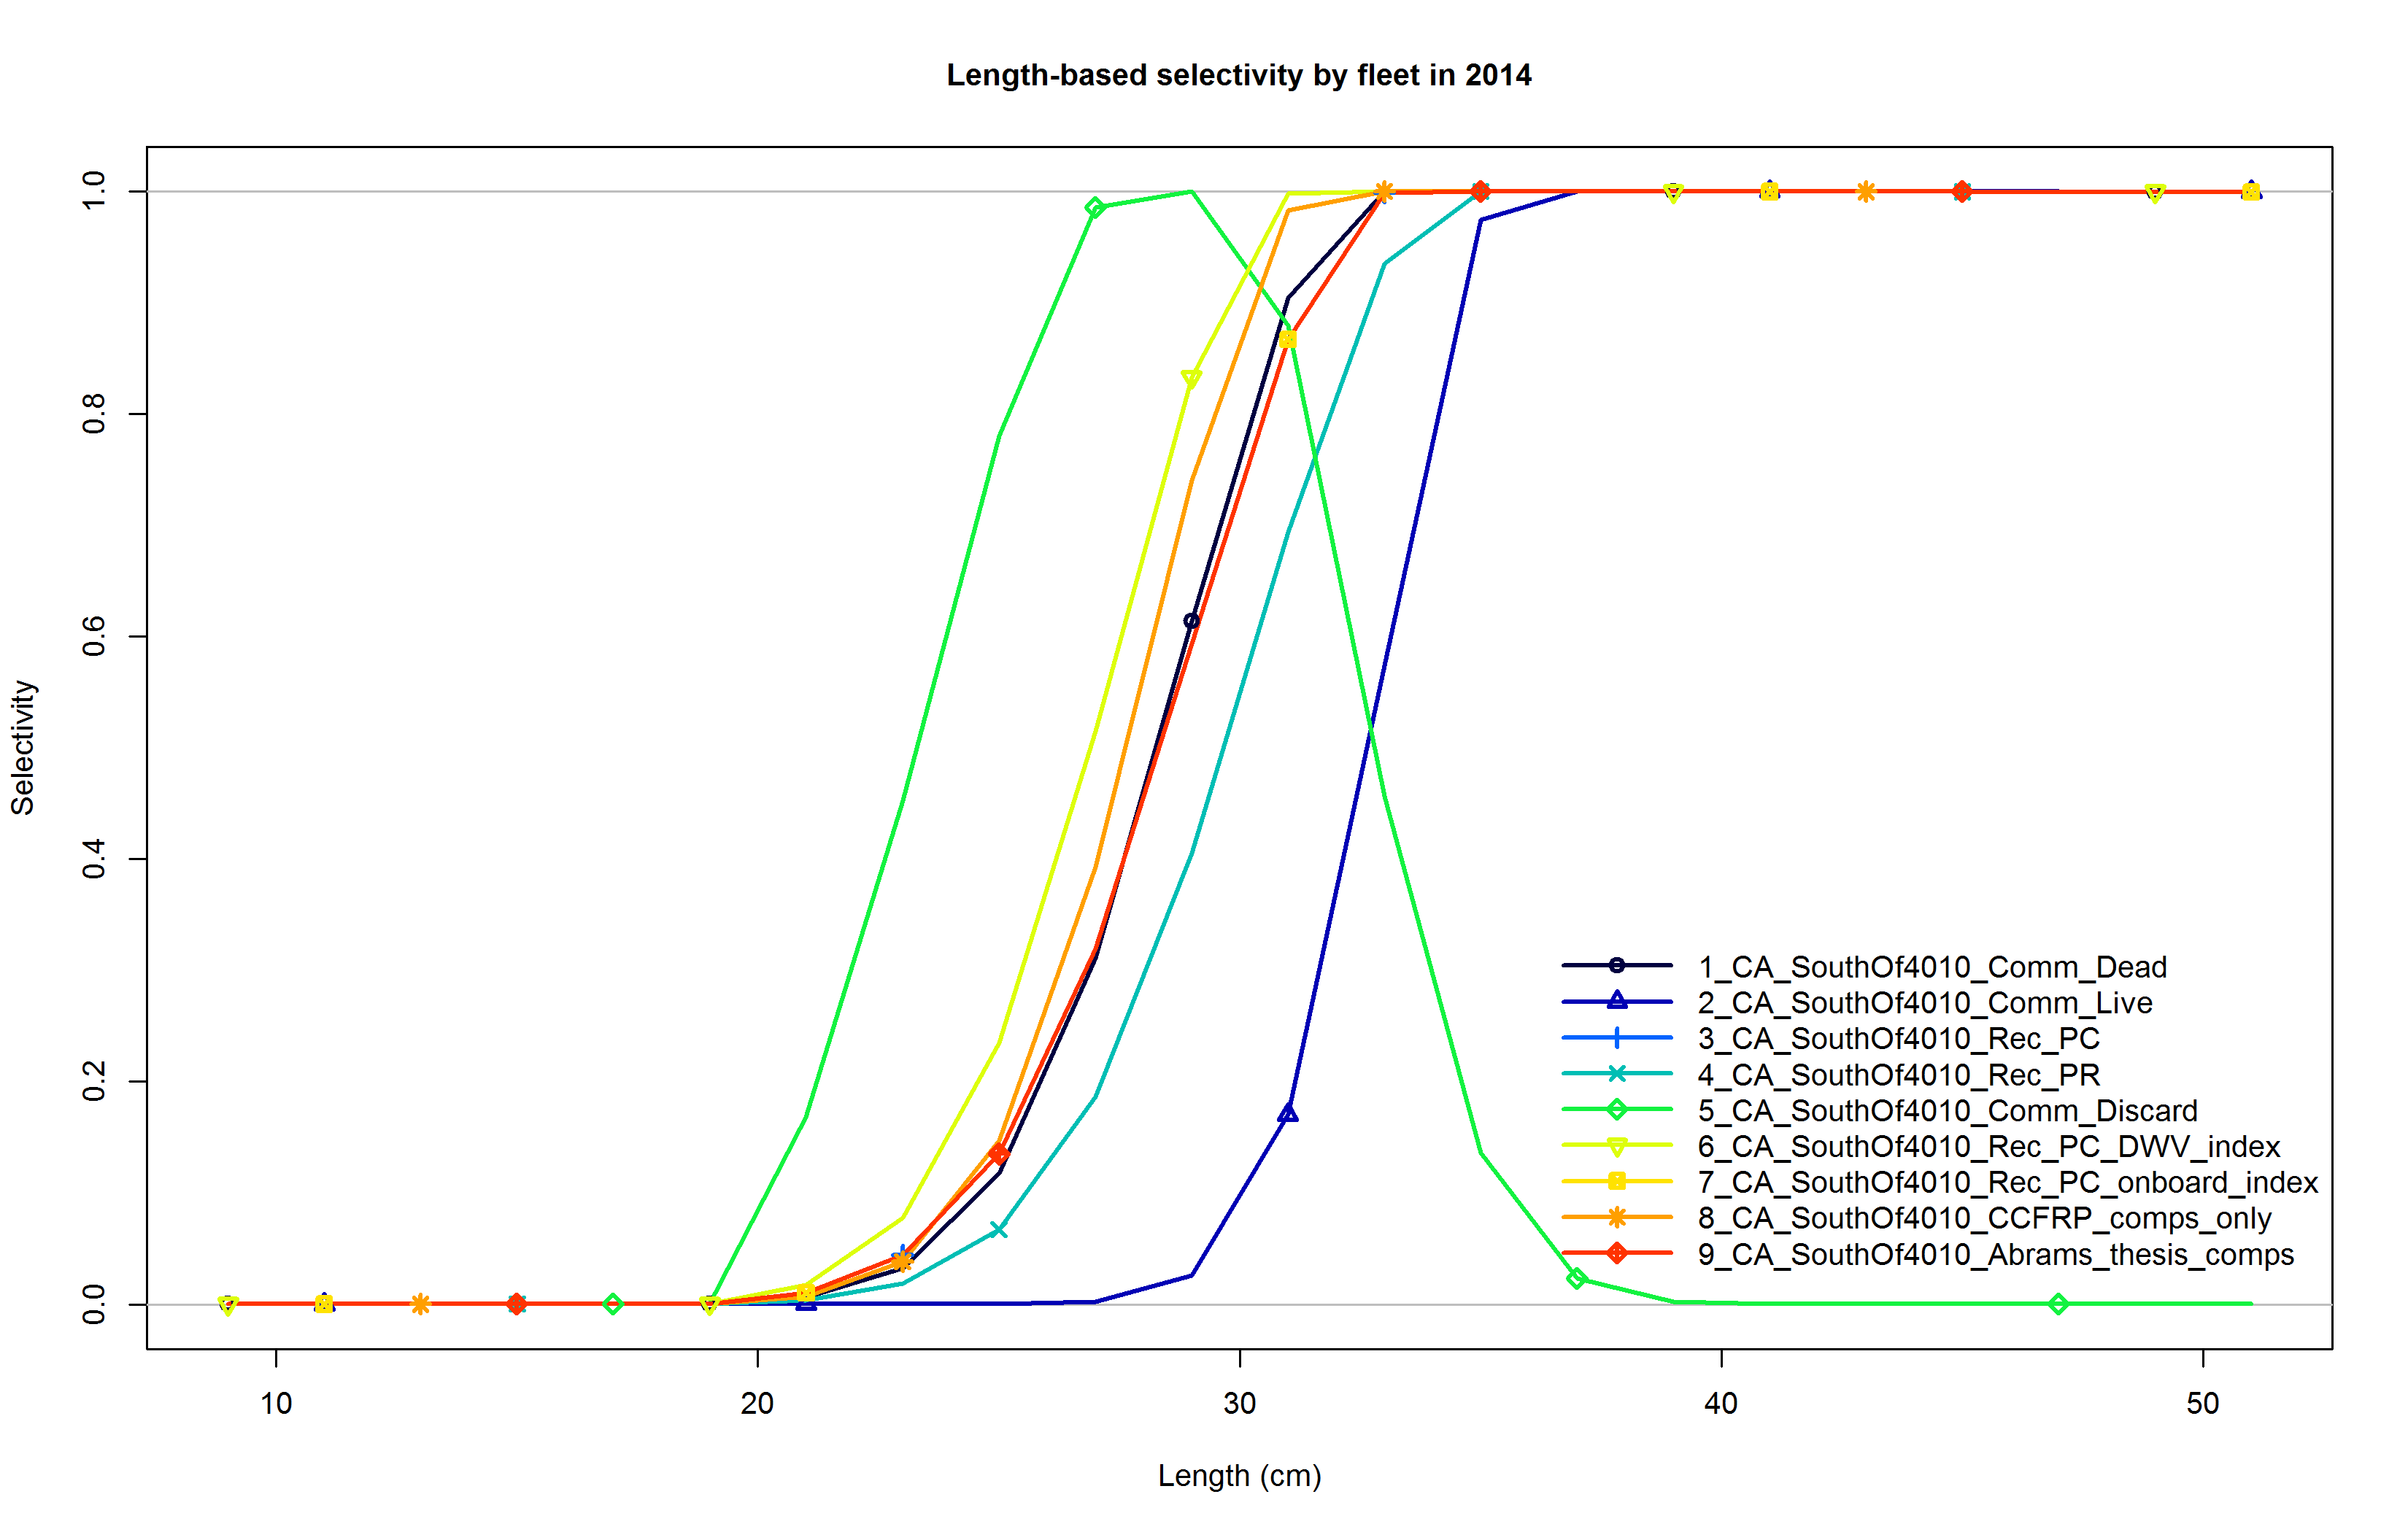 Length-based selectivity by fleet in 2014
Selectivity
1.0
0.8
0.6
0.4
0.2
0.0
1_CA_SouthOf4010_Comm_Dead
2_CA_SouthOf4010_Comm_Live
3_CA_SouthOf4010_Rec_PC
4_CA_SouthOf4010_Rec_PR
5_CA_SouthOf4010_Comm_Discard
6_CA_SouthOf4010_Rec_PC_DWV_index
7_CA_SouthOf4010_Rec_PC_onboard_index
8_CA_SouthOf4010_CCFRP_comps_only
9_CA_SouthOf4010_Abrams_thesis_comps
10 20 30 40 50
Length (cm)